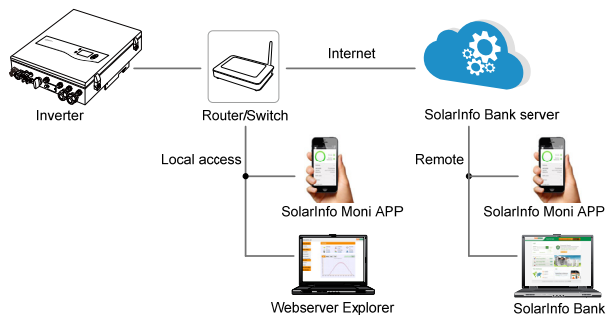 Internet
Inverter
Router/Switch
SolarInfo Bank server
Local access
Remote
SolarInfo Moni APP
SolarInfo Moni APP
Webserver Explorer
SolarInfo Bank